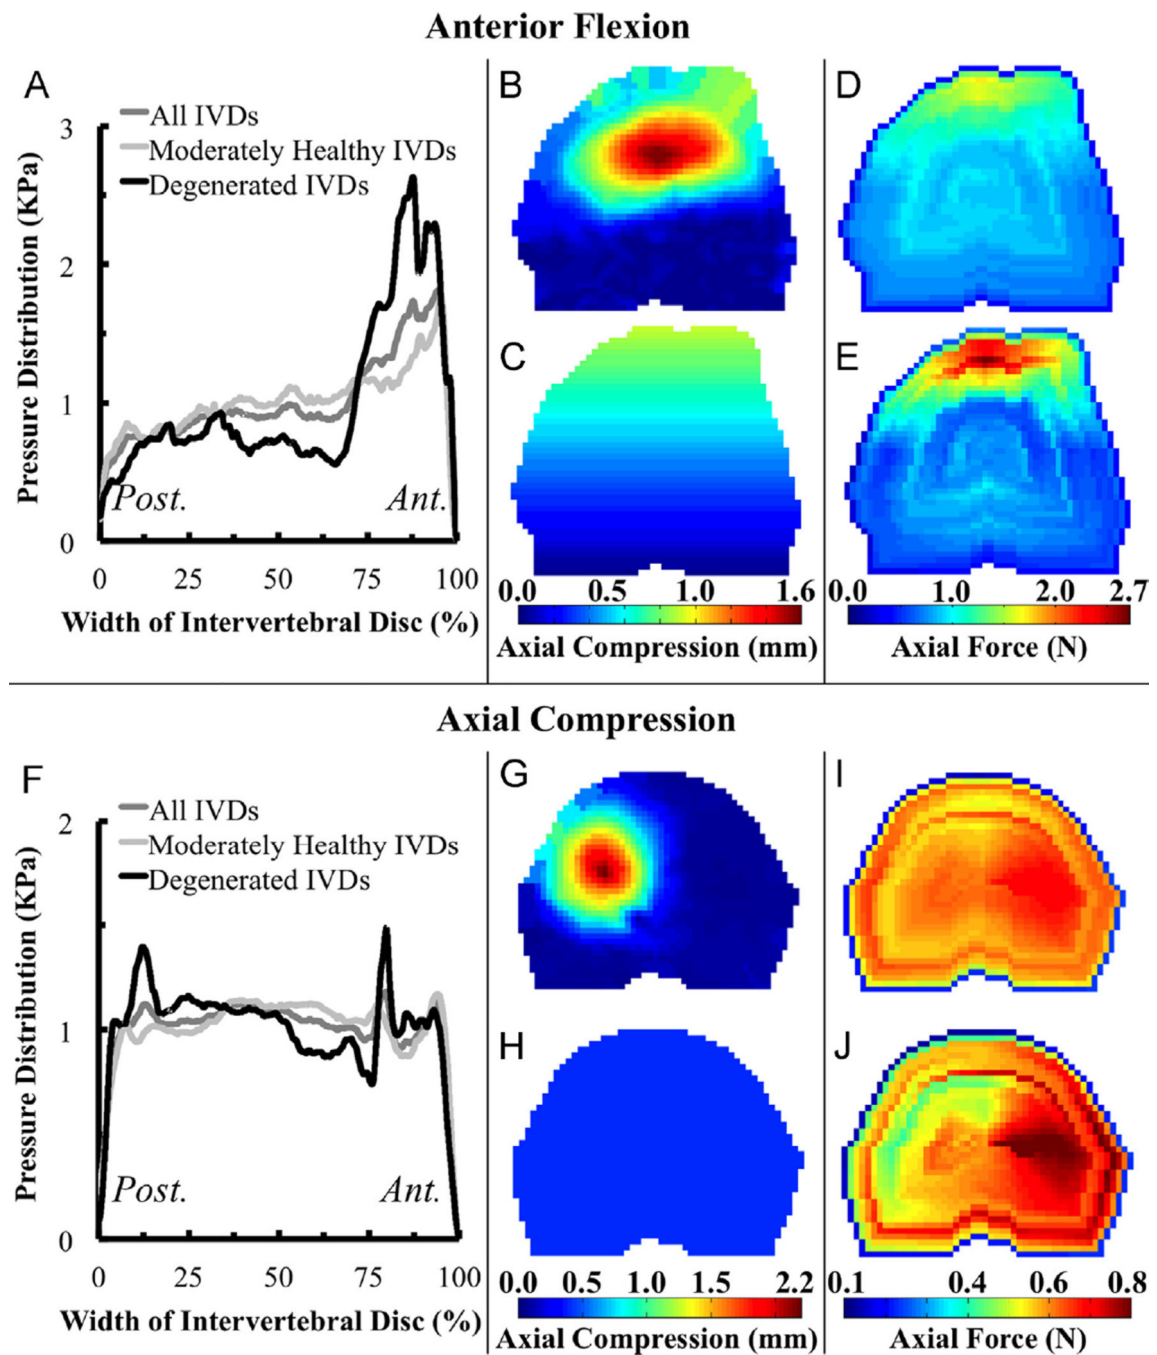 Anterior Flexion
A
All IVDs
Moderately Healthy IVDs
Degenerated IVDs
Pressure Distribution (KPa)
3
2
1
0
Post.
Ant.
0 25 50 75 100
Width of Intervertebral Disc (%)
B
C
0.0 0.5 1.0 1.6
Axial Compression (mm)
D
E
0.0 1.0 2.0 2.7
Axial Force (N)
Axial Compression
F
All IVDs
Moderately Healthy IVDs
Degenerated IVDs
Pressure Distribution (KPa)
2
1
0
Post.
Ant.
0 25 50 75 100
Width of Intervertebral Disc (%)
G
H
0.0 0.5 1.0 1.5 2.2
Axial Compression (mm)
I
J
0.1 0.4 0.6 0.8
Axial Force (N)